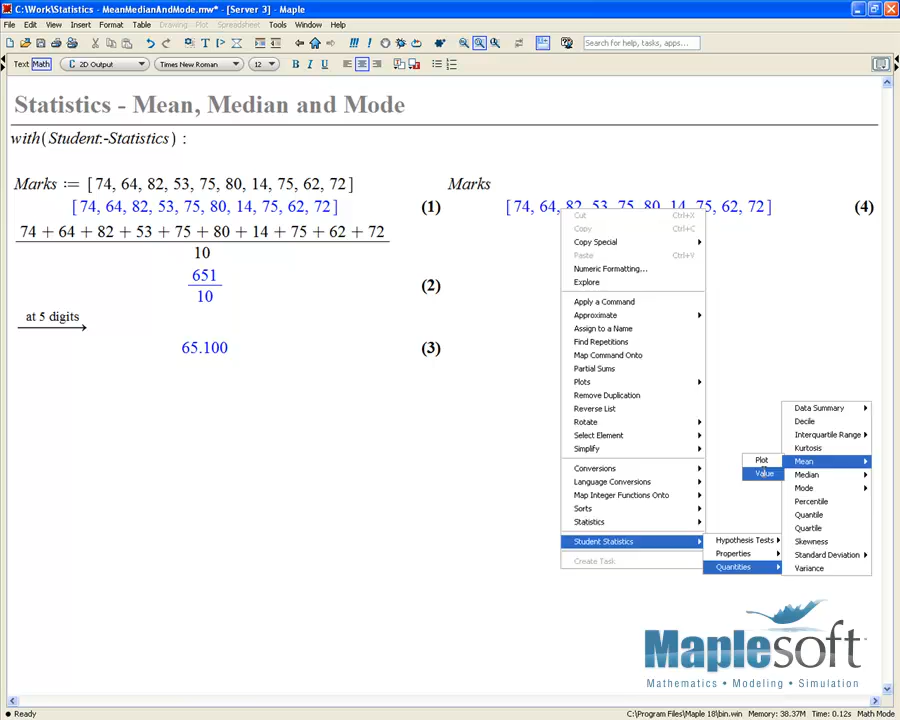 C:\Work\Statistics - MeanMedianAndMode.mw* - [Server 3] - Maple
File Edit View Insert Format Table Drawing Plot Spreadsheet Tools Window Help
Search for help, tasks, apps...
Text Math C 2D Output Times New Roman 12 B I U
Statistics - Mean, Median and Mode
with(Student:-Statistics) :
Marks := [74, 64, 82, 53, 75, 80, 14, 75, 62, 72]
[74, 64, 82, 53, 75, 80, 14, 75, 62, 72] (1)
74 + 64 + 82 + 53 + 75 + 80 + 14 + 75 + 62 + 72
10
651
10
(2)
at 5 digits
65.100 (3)
Marks
[74, 64, 82, 53, 75, 80, 14, 75, 62, 72] (4)
Cut Ctrl+X
Copy Ctrl+C
Copy Special
Paste Ctrl+V
Numeric Formatting...
Explore
Apply a Command
Approximate
Assign to a Name
Find Repetitions
Map Command Onto
Partial Sums
Plots
Remove Duplication
Reverse List
Rotate
Select Element
Simplify
Conversions
Language Conversions
Map Integer Functions Onto
Sorts
Statistics
Student Statistics
Create Task
Hypothesis Tests
Properties
Quantities
Data Summary
Decile
Interquartile Range
Kurtosis
Mean
Median
Mode
Percentile
Quantile
Quartile
Skewness
Standard Deviation
Variance
Plot
Value
Maplesoft
Mathematics • Modeling • Simulation
Ready
C:\Program Files\Maple 18\bin.win Memory: 38.37M Time: 0.12s Math Mode